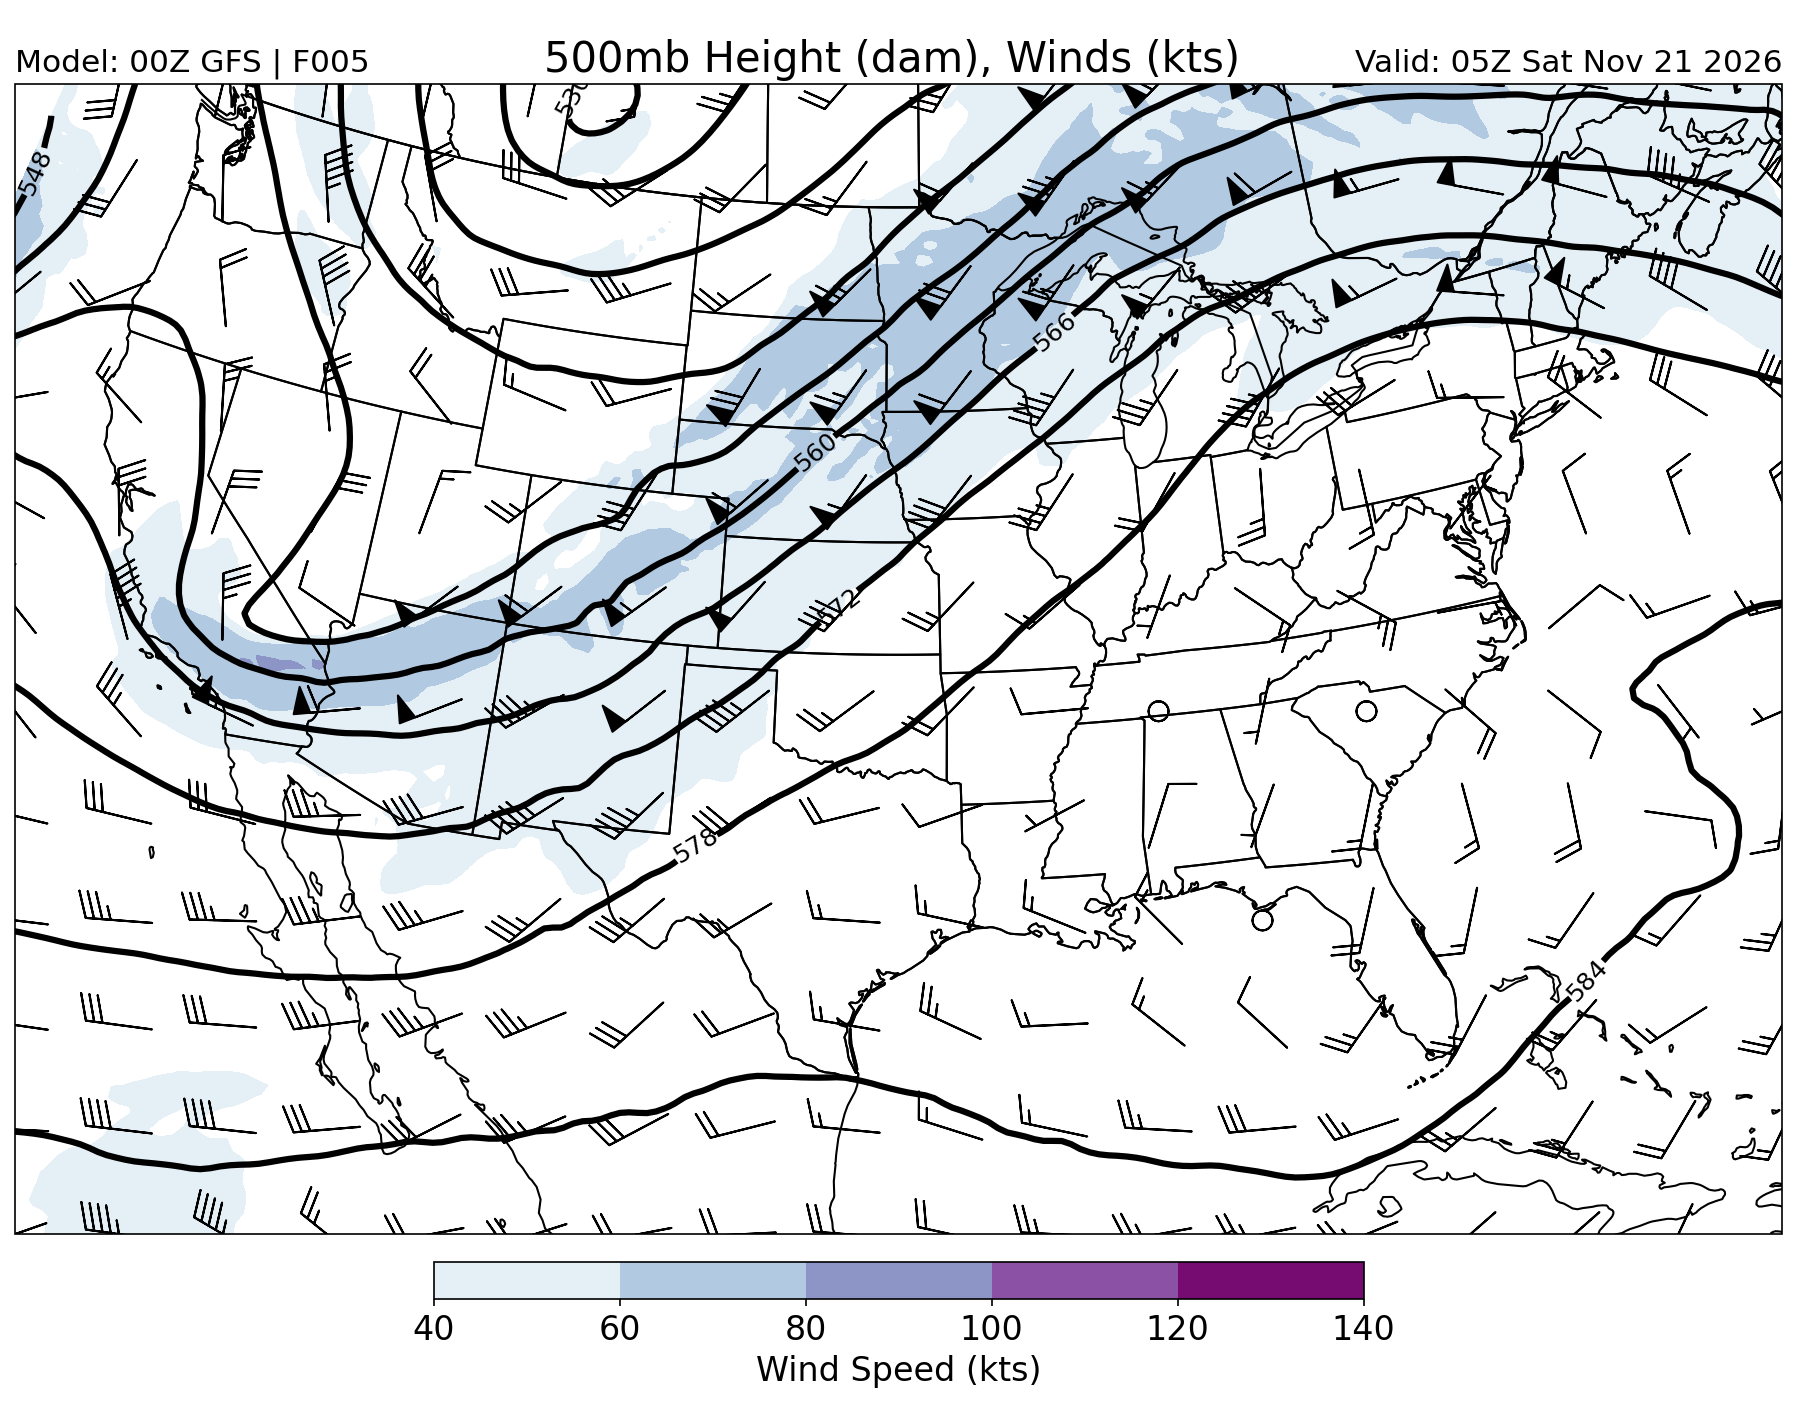 Model: 00Z GFS | F005
500mb Height (dam), Winds (kts)
Valid: 05Z Sat Nov 21 2026
548
566
560
572
578
584
40 60 80 100 120 140
Wind Speed (kts)